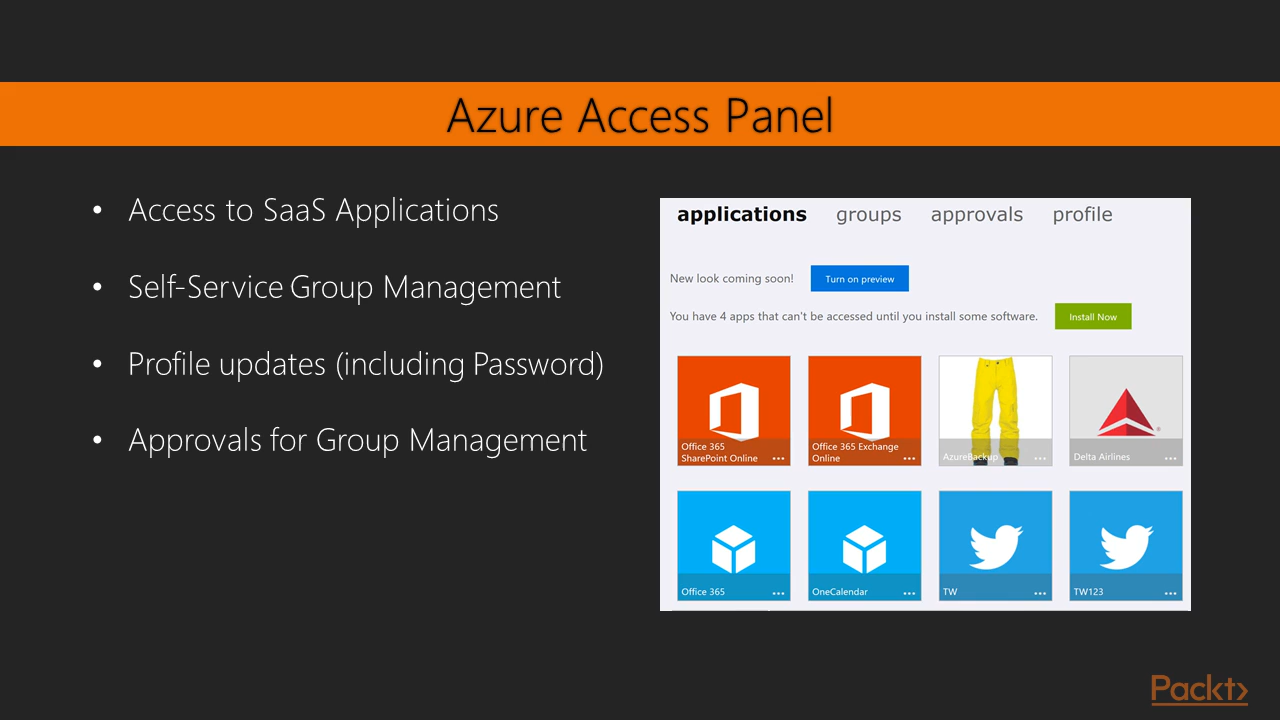 Azure Access Panel
• Access to SaaS Applications
• Self-Service Group Management
• Profile updates (including Password)
• Approvals for Group Management
applications groups approvals profile
New look coming soon! Turn on preview
You have 4 apps that can't be accessed until you install some software. Install Now
Office 365
SharePoint Online ...
Office 365 Exchange
Online ...
AzureBackup ...
Delta Airlines ...
Office 365 ...
OneCalendar ...
TW ...
TW123 ...
Packt>